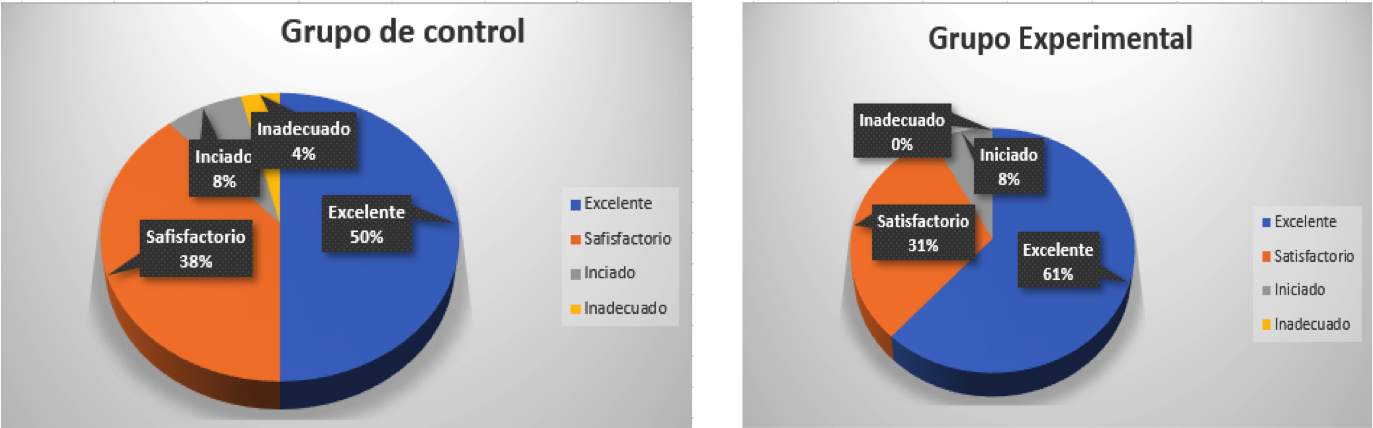 Grupo de control
Inadecuado
4%
Inciado
8%
Excelente
50%
Safisfactorio
38%
Excelente
Safisfactorio
Inciado
Inadecuado
Grupo Experimental
Inadecuado
0%
Iniciado
8%
Satisfactorio
31%
Excelente
61%
Excelente
Satisfactorio
Iniciado
Inadecuado